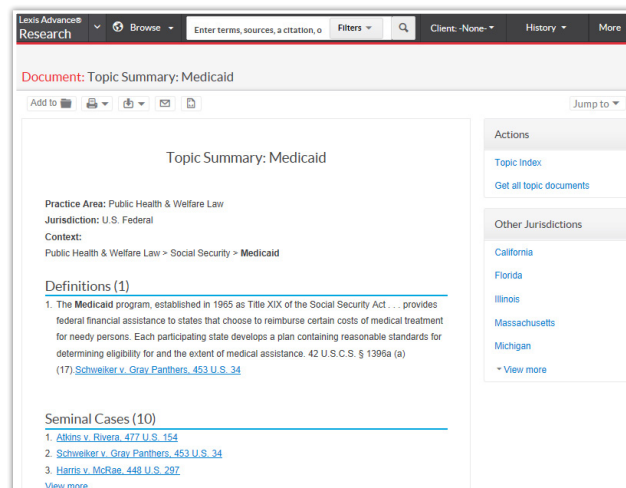 Lexis Advance®
Research
Browse
Enter terms, sources, a citation, o
Filters
Client: -None-
History
More
Document: Topic Summary: Medicaid
Add to
Jump to
Topic Summary: Medicaid
Practice Area: Public Health & Welfare Law
Jurisdiction: U.S. Federal
Context:
Public Health & Welfare Law > Social Security > Medicaid
Definitions (1)
1. The Medicaid program, established in 1965 as Title XIX of the Social Security Act . . . provides
federal financial assistance to states that choose to reimburse certain costs of medical treatment
for needy persons. Each participating state develops a plan containing reasonable standards for
determining eligibility for and the extent of medical assistance. 42 U.S.C.S. § 1396a (a)
(17).Schweiker v. Gray Panthers, 453 U.S. 34
Seminal Cases (10)
1. Atkins v. Rivera, 477 U.S. 154
2. Schweiker v. Gray Panthers, 453 U.S. 34
3. Harris v. McRae, 448 U.S. 297
View more
Actions
Topic Index
Get all topic documents
Other Jurisdictions
California
Florida
Illinois
Massachusetts
Michigan
View more